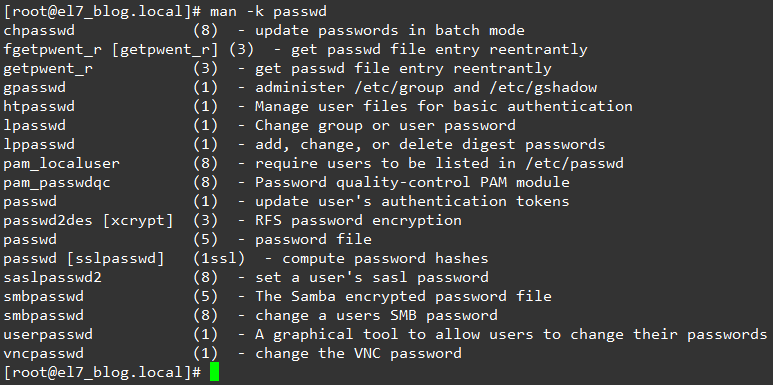 [root@el7_blog.local]# man -k passwd
chpasswd (8) - update passwords in batch mode
fgetpwent_r [getpwent_r] (3) - get passwd file entry reentrantly
getpwent_r (3) - get passwd file entry reentrantly
gpasswd (1) - administer /etc/group and /etc/gshadow
htpasswd (1) - Manage user files for basic authentication
lpasswd (1) - Change group or user password
lppasswd (1) - add, change, or delete digest passwords
pam_localuser (8) - require users to be listed in /etc/passwd
pam_passwdqc (8) - Password quality-control PAM module
passwd (1) - update user's authentication tokens
passwd2des [xcrypt] (3) - RFS password encryption
passwd (5) - password file
passwd [sslpasswd] (1ssl) - compute password hashes
saslpasswd2 (8) - set a user's sasl password
smbpasswd (5) - The Samba encrypted password file
smbpasswd (8) - change a users SMB password
userpasswd (1) - A graphical tool to allow users to change their passwords
vncpasswd (1) - change the VNC password
[root@el7_blog.local]#